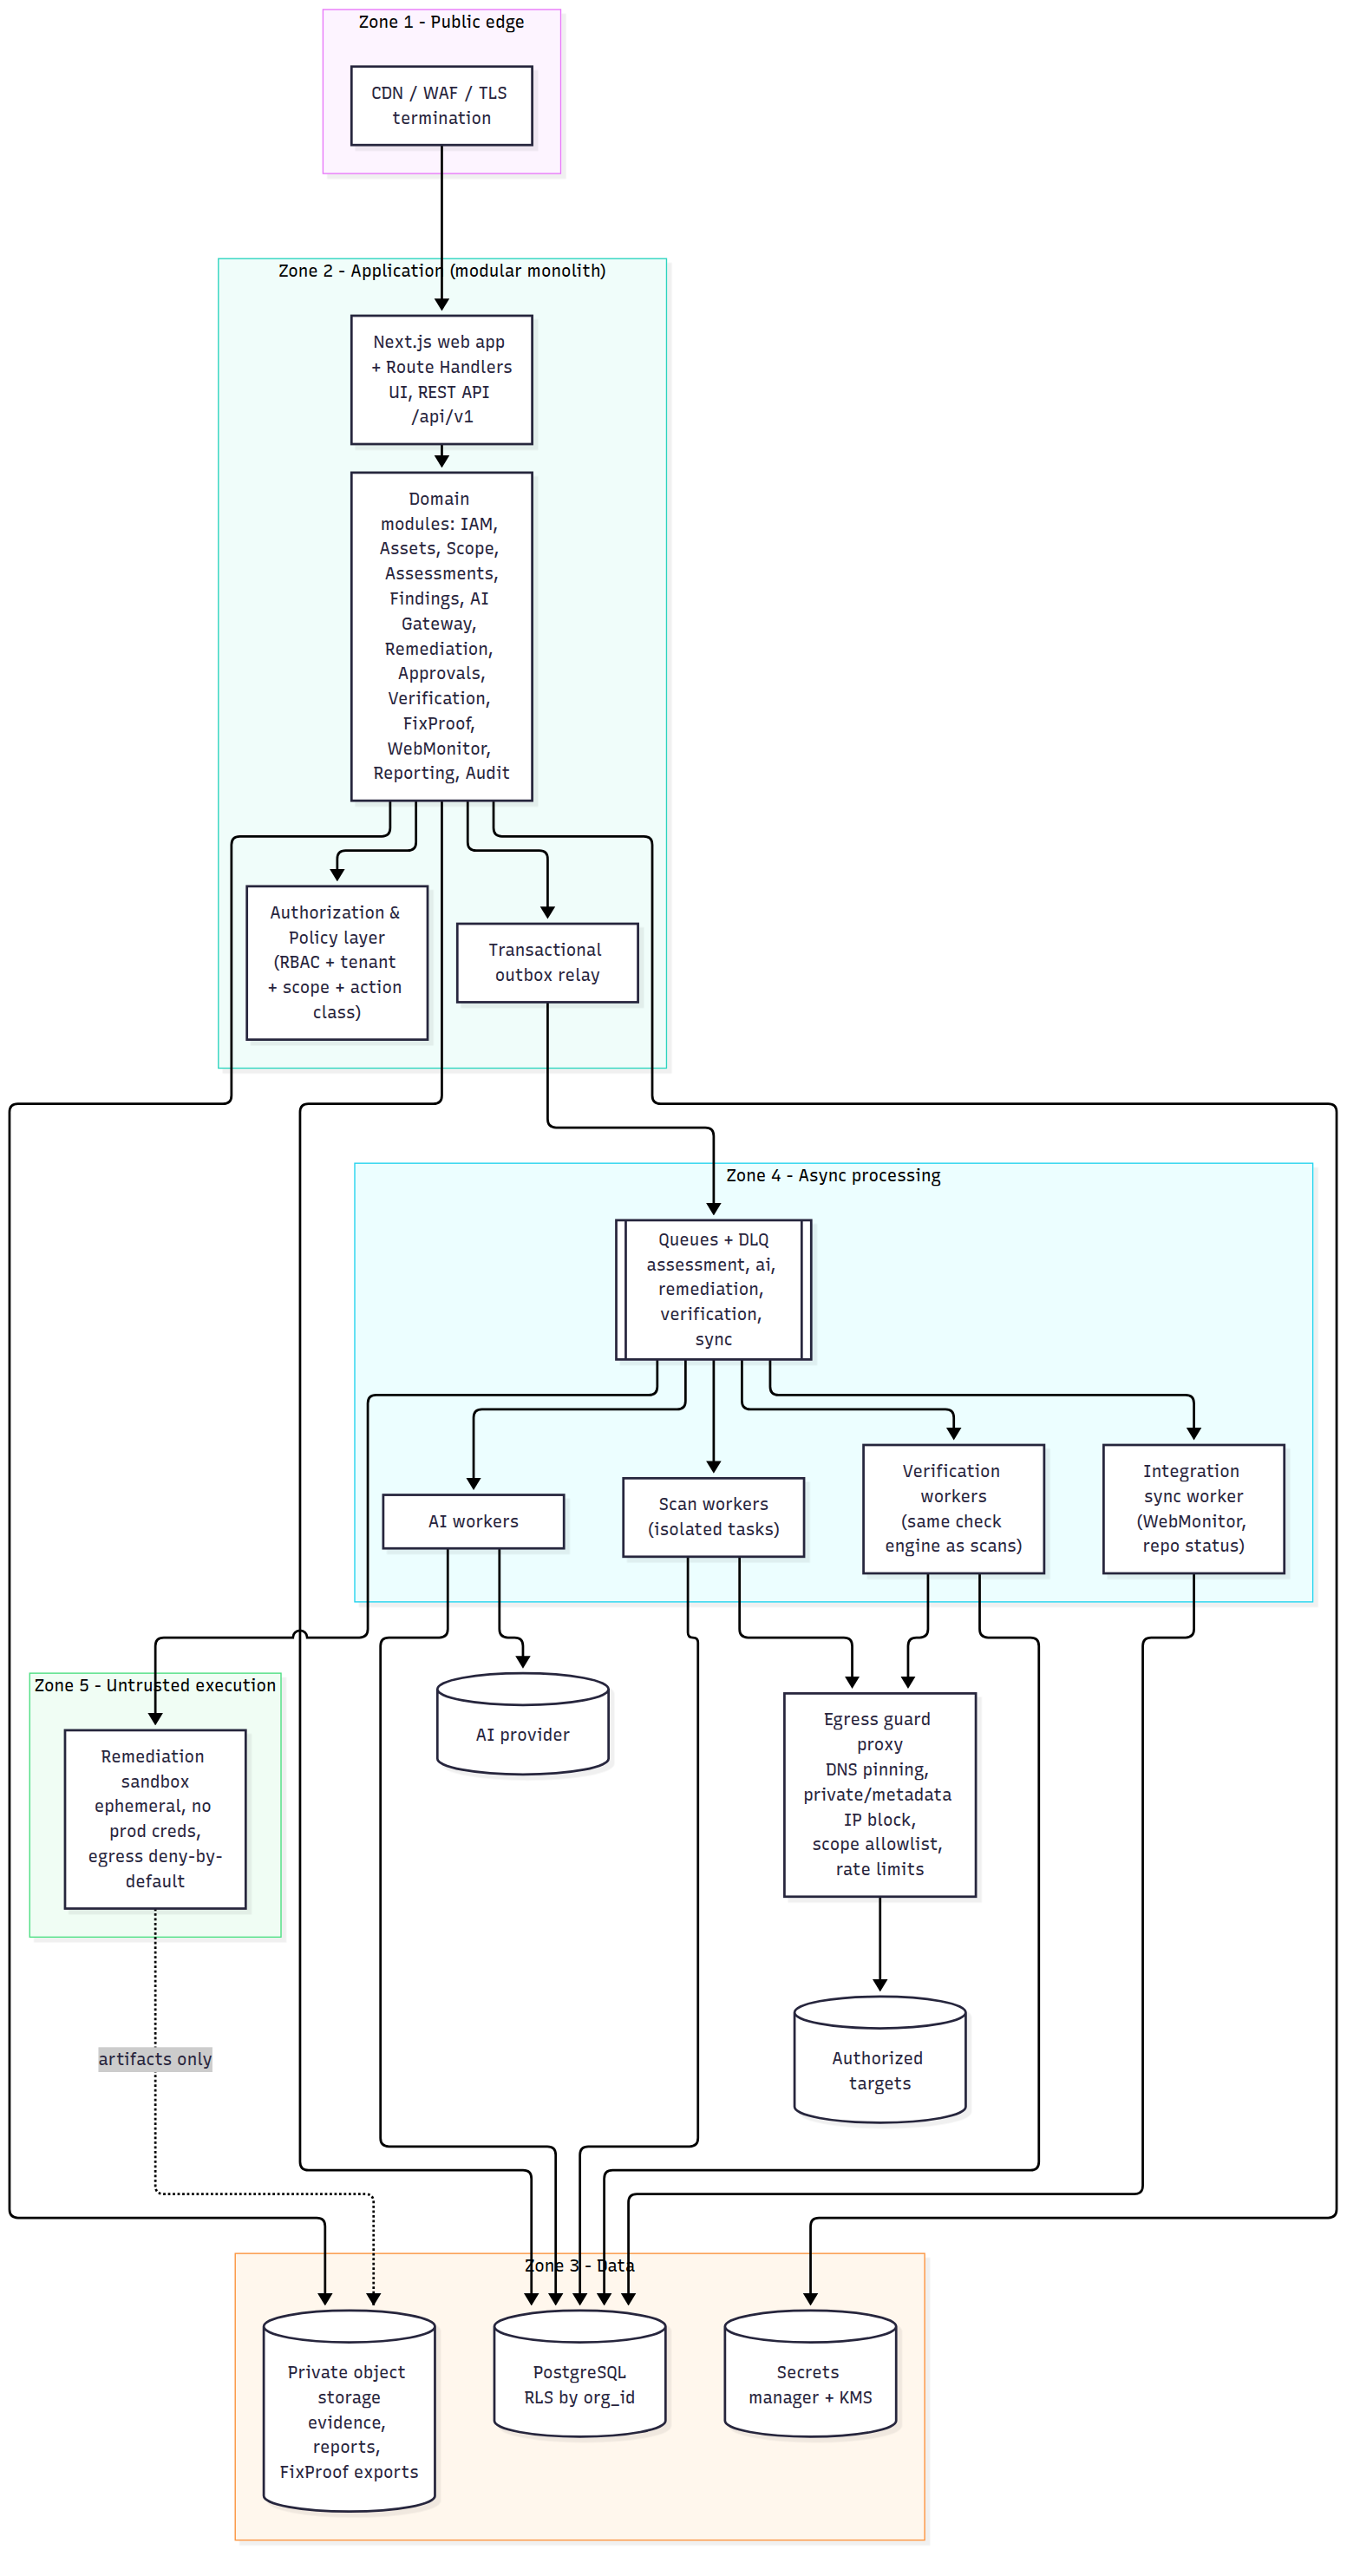 Zone 1 - Public edge
CDN / WAF / TLS
termination
Zone 2 - Application (modular monolith)
Next.js web app
+ Route Handlers
UI, REST API
/api/v1
Domain
modules: IAM,
Assets, Scope,
Assessments,
Findings, AI
Gateway,
Remediation,
Approvals,
Verification,
FixProof,
WebMonitor,
Reporting, Audit
Authorization &
Policy layer
(RBAC + tenant
+ scope + action
class)
Transactional
outbox relay
Zone 4 - Async processing
Queues + DLQ
assessment, ai,
remediation,
verification,
sync
AI workers
Scan workers
(isolated tasks)
Verification
workers
(same check
engine as scans)
Integration
sync worker
(WebMonitor,
repo status)
Zone 5 - Untrusted execution
Remediation
sandbox
ephemeral, no
prod creds,
egress deny-by-
default
AI provider
Egress guard
proxy
DNS pinning,
private/metadata
IP block,
scope allowlist,
rate limits
artifacts only
Authorized
targets
Zone 3 - Data
Private object
storage
evidence,
reports,
FixProof exports
PostgreSQL
RLS by org_id
Secrets
manager + KMS